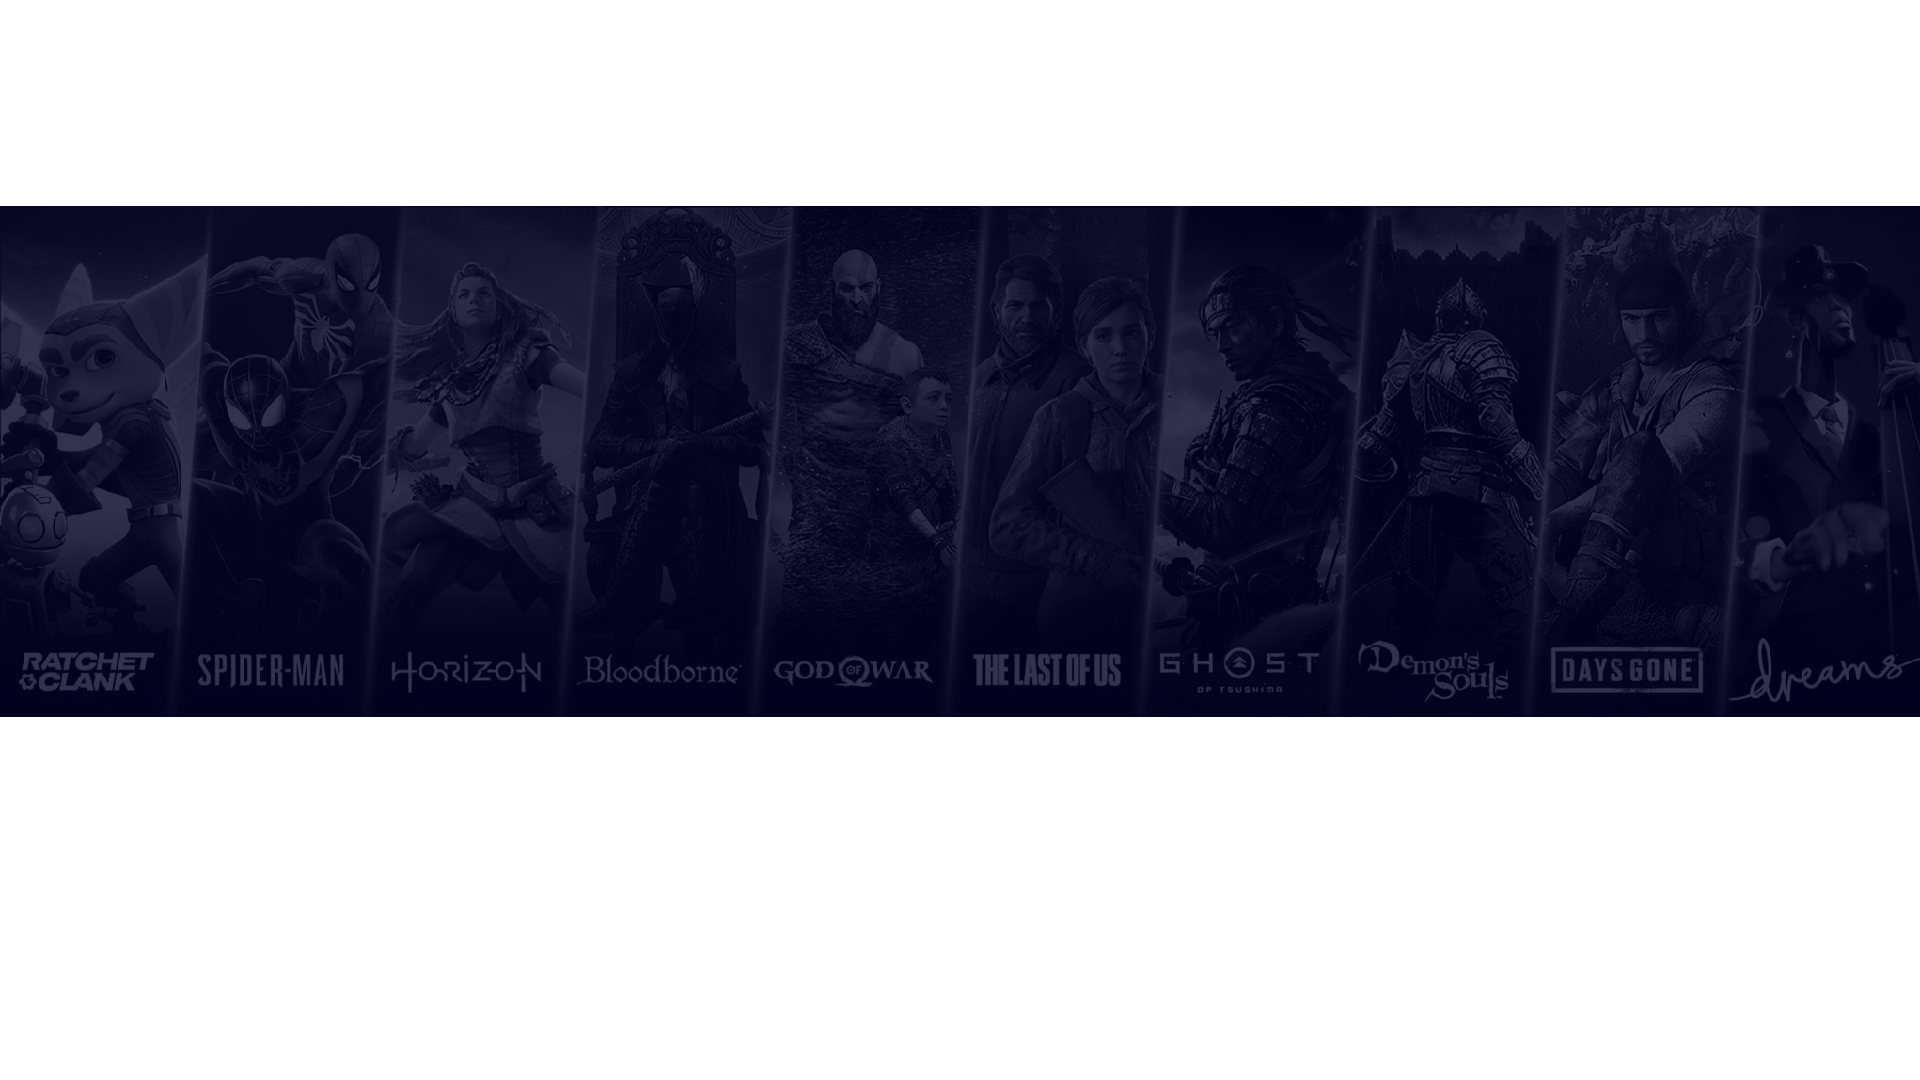 RATCHET
& CLANK
SPIDER-MAN
HORIZON
Bloodborne
GOD OF WAR
THE LAST OF US
GHOST
OF TSUSHIMA
Demon's
Souls
DAYS GONE
dreams